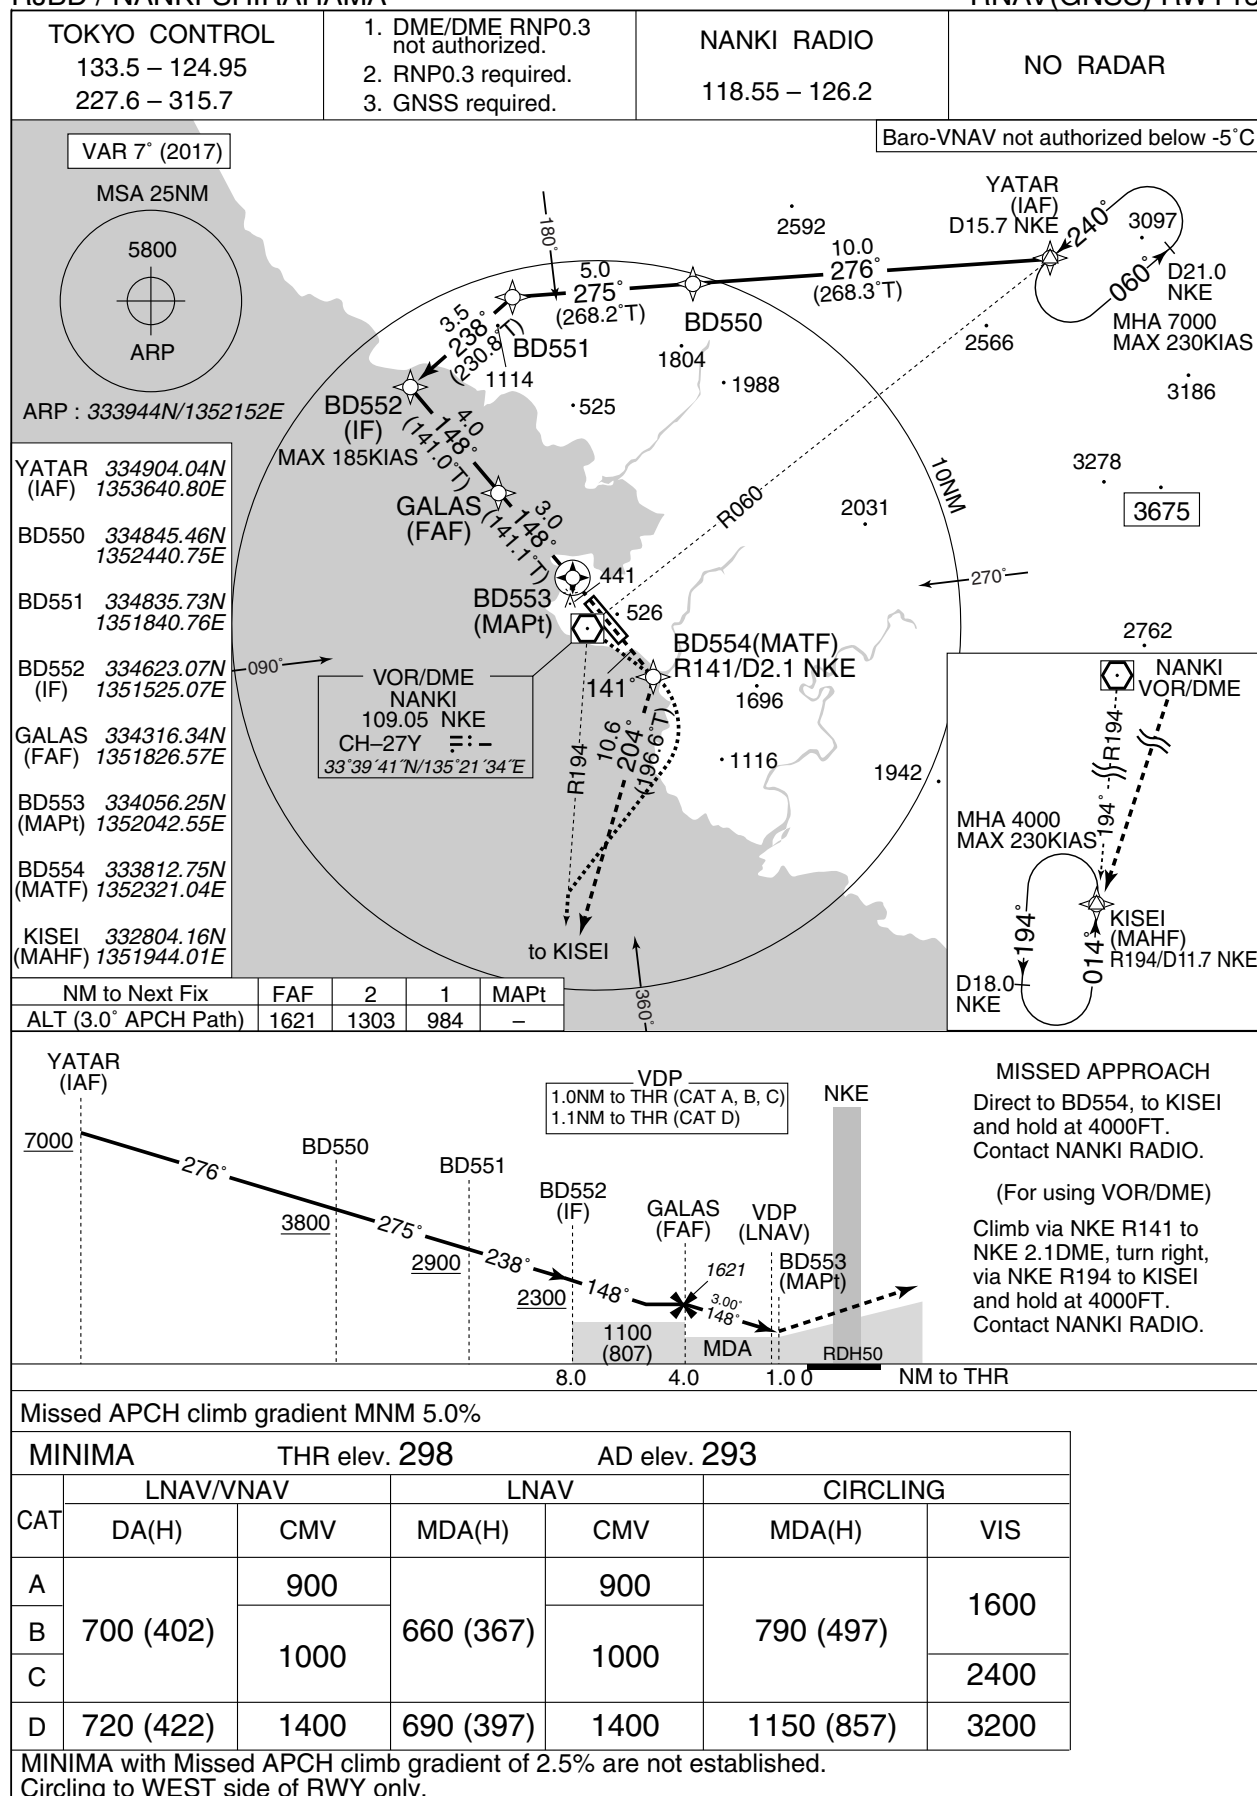 RJBD / NANKI-SHIRAHAMA
TOKYO CONTROL
133.5 – 124.95
227.6 – 315.7
1. DME/DME RNP0.3
not authorized.
2. RNP0.3 required.
3. GNSS required.
NANKI RADIO
118.55 – 126.2
NO RADAR
VAR 7° (2017)
Baro-VNAV not authorized below -5°C
MSA 25NM
5800
ARP
ARP : 333944N/1352152E
YATAR
(IAF)
D15.7 NKE
240°
3097
060°
D21.0
NKE
MHA 7000
MAX 230KIAS
2592
10.0
276°
(268.3°T)
180°
5.0
275°
(268.2°T)
BD550
BD551
3.5
238°
(230.8°T)
1114
1804
1988
525
2566
3186
BD552
(IF)
MAX 185KIAS
4.0
148°
(141.0°T)
GALAS
(FAF)
3.0
148°
(141.1°T)
R060
10NM
2031
3278
3675
270°
441
526
BD553
(MAPt)
BD554(MATF)
R141/D2.1 NKE
141°
1696
1116
1942
2762
090°
VOR/DME
NANKI
109.05 NKE
CH–27Y
33°39′41″N/135°21′34″E
R194
10.6
204°
(196.6°T)
to KISEI
360°
NANKI
VOR/DME
R194
194°
MHA 4000
MAX 230KIAS
194°
014°
KISEI
(MAHF)
R194/D11.7 NKE
D18.0
NKE
YATAR 334904.04N
(IAF) 1353640.80E
BD550 334845.46N
1352440.75E
BD551 334835.73N
1351840.76E
BD552 334623.07N
(IF) 1351525.07E
GALAS 334316.34N
(FAF) 1351826.57E
BD553 334056.25N
(MAPt) 1352042.55E
BD554 333812.75N
(MATF) 1352321.04E
KISEI 332804.16N
(MAHF) 1351944.01E
NM to Next Fix FAF 2 1 MAPt
ALT (3.0° APCH Path) 1621 1303 984 –
YATAR
(IAF)
7000
276°
BD550
3800
275°
BD551
2900
238°
BD552
(IF)
2300
148°
GALAS
(FAF)
1621
3.00°
148°
VDP
1.0NM to THR (CAT A, B, C)
1.1NM to THR (CAT D)
VDP
(LNAV)
BD553
(MAPt)
NKE
1100
(807)
MDA
RDH50
8.0 4.0 1.0 0 NM to THR
MISSED APPROACH
Direct to BD554, to KISEI
and hold at 4000FT.
Contact NANKI RADIO.
(For using VOR/DME)
Climb via NKE R141 to
NKE 2.1DME, turn right,
via NKE R194 to KISEI
and hold at 4000FT.
Contact NANKI RADIO.
Missed APCH climb gradient MNM 5.0%
MINIMA THR elev. 298 AD elev. 293
CAT LNAV/VNAV LNAV CIRCLING
DA(H) CMV MDA(H) CMV MDA(H) VIS
A 900 900
B 700 (402) 1000 660 (367) 1000 790 (497) 1600
C 2400
D 720 (422) 1400 690 (397) 1400 1150 (857) 3200
MINIMA with Missed APCH climb gradient of 2.5% are not established.
Circling to WEST side of RWY only.